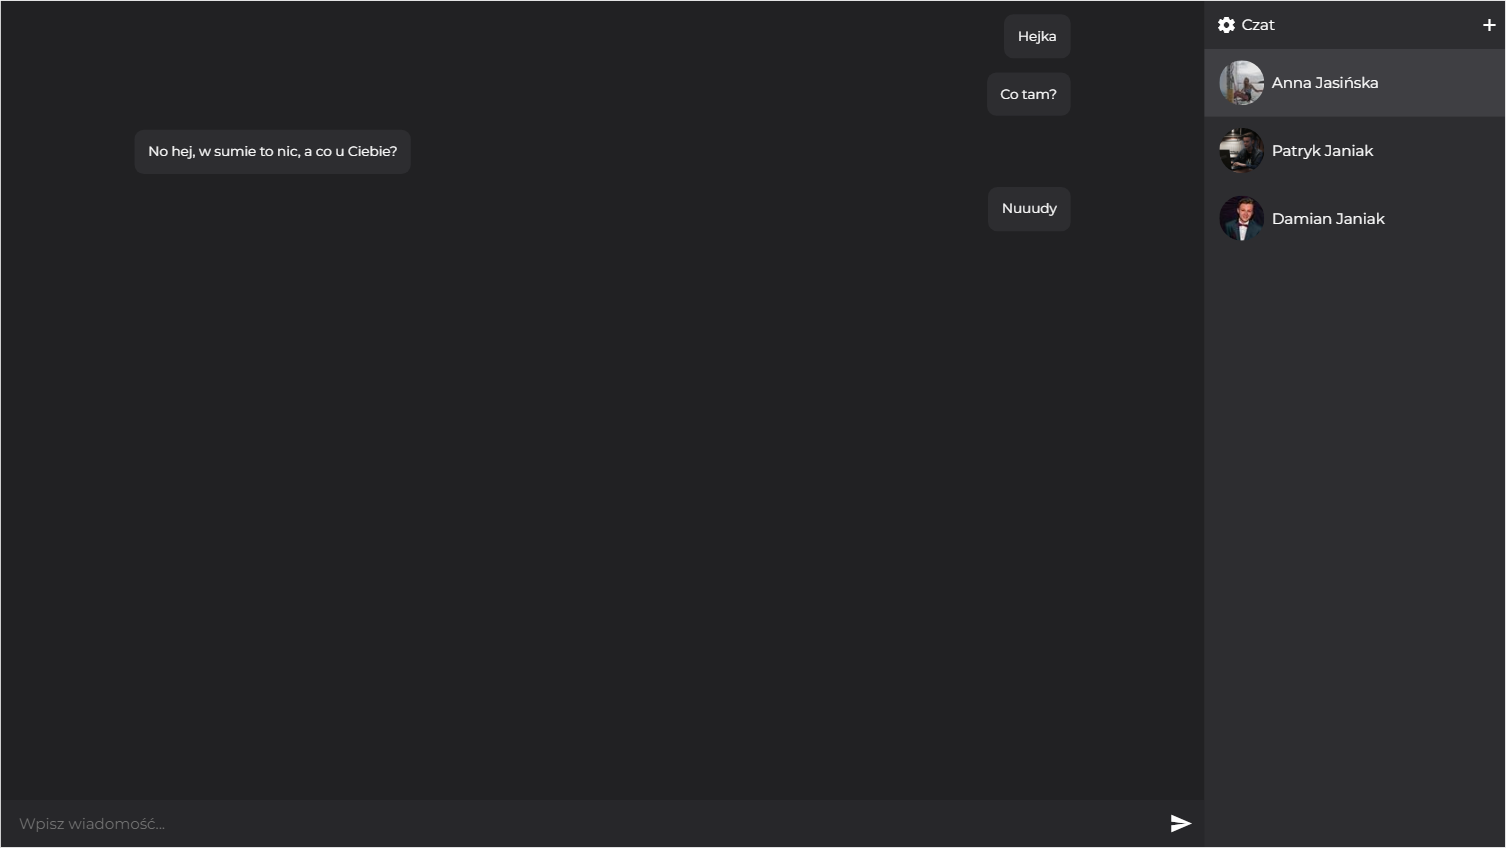 Hejka
Co tam?
No hej, w sumie to nic, a co u Ciebie?
Nuuudy
Wpisz wiadomość...
Czat
Anna Jasińska
Patryk Janiak
Damian Janiak